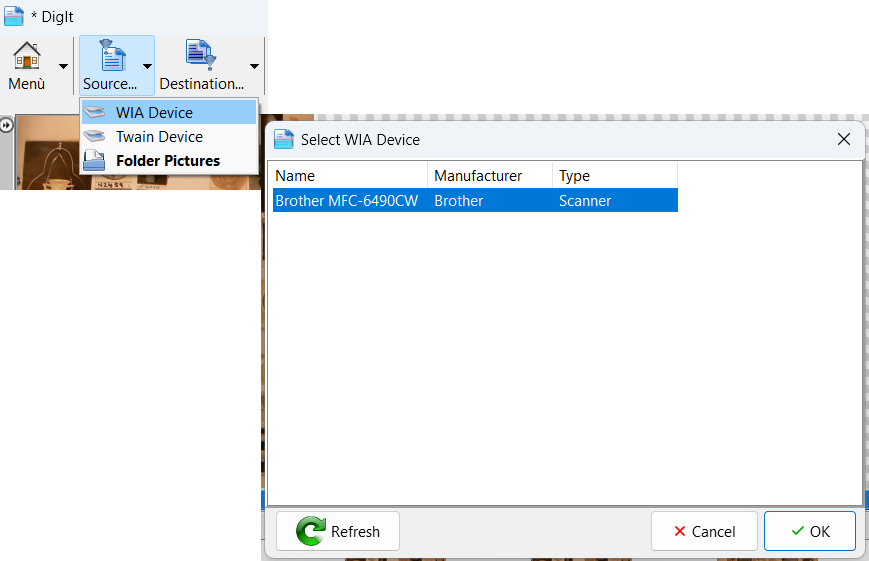 * DigIt
Menù
Source...
Destination...
WIA Device
Twain Device
Folder Pictures
N2459
Select WIA Device
Name Manufacturer Type
Brother MFC-6490CW Brother Scanner
Refresh
Cancel
OK